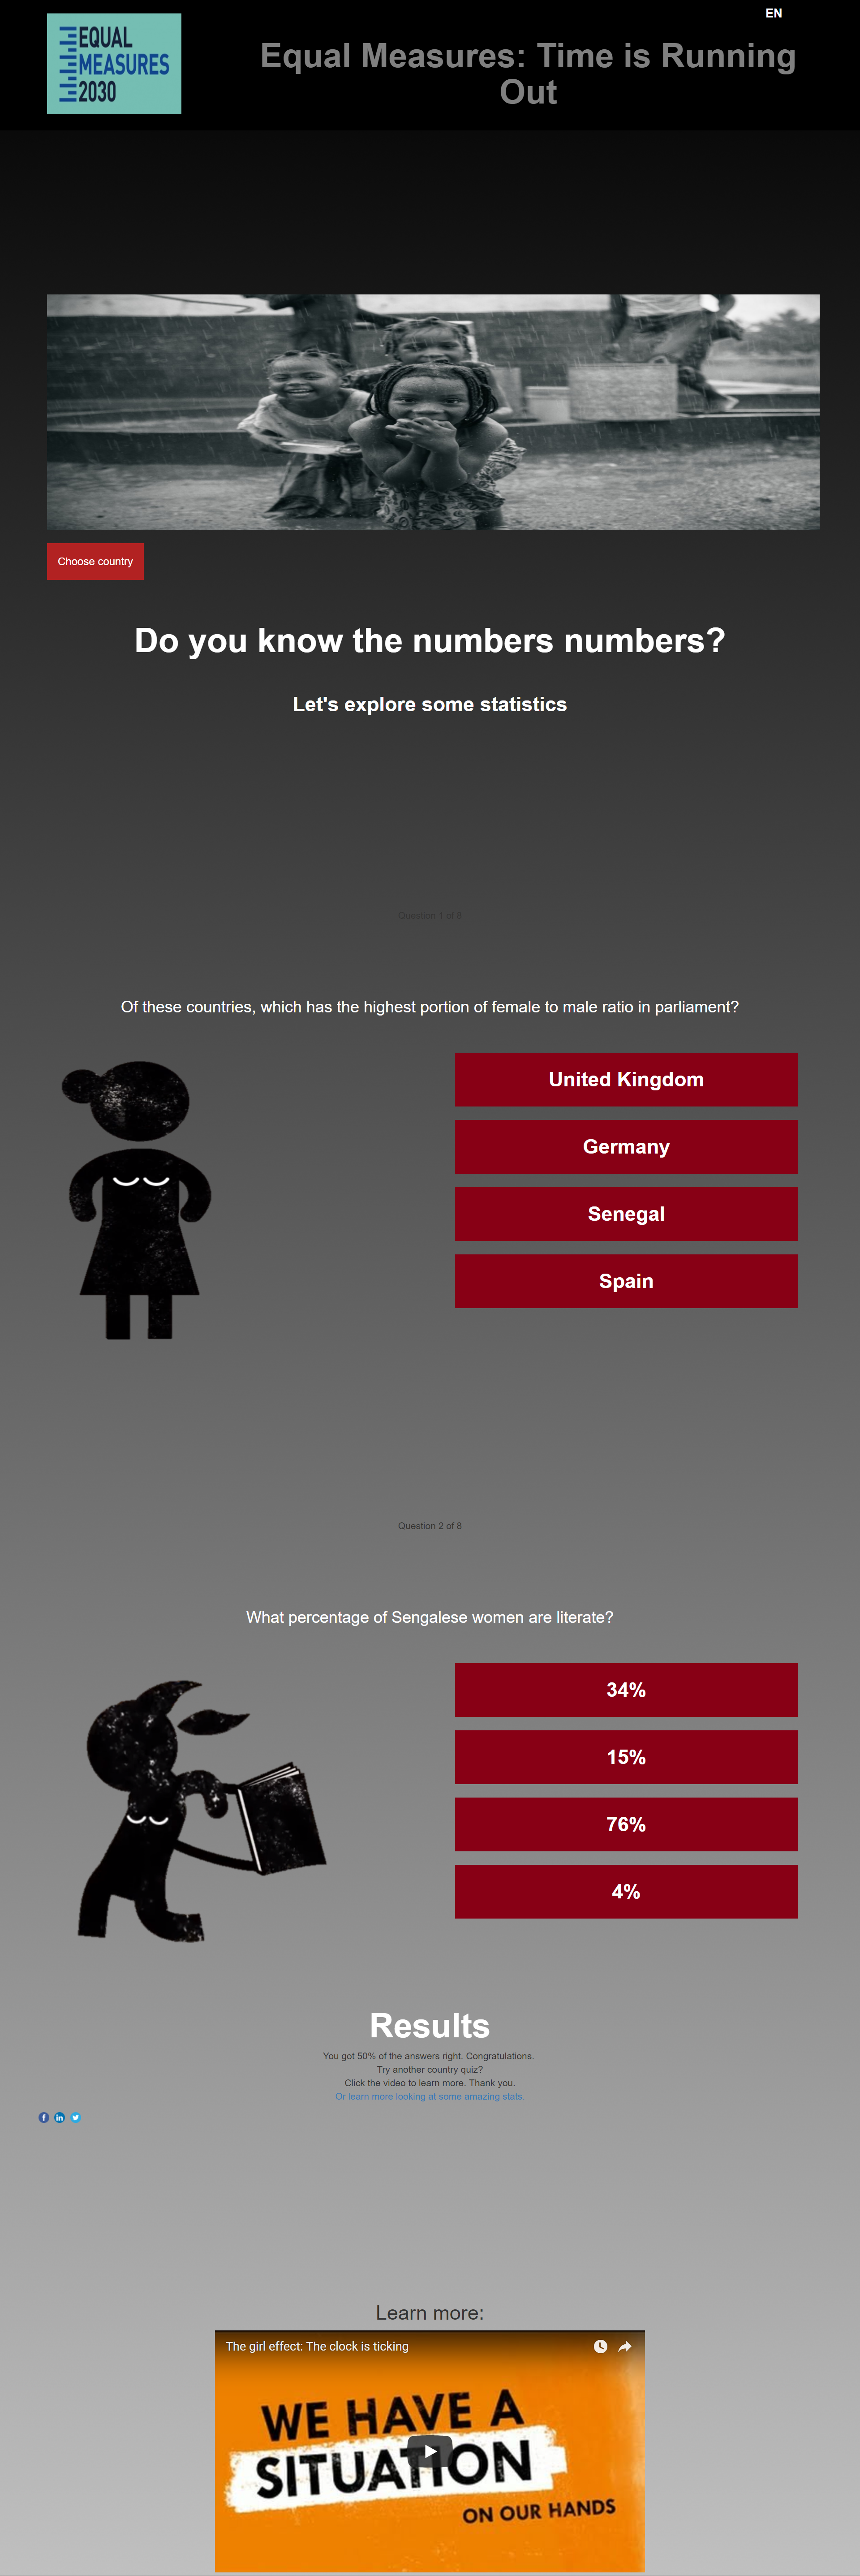 EN
EQUAL
MEASURES
2030
Equal Measures: Time is Running
Out
Choose country
Do you know the numbers numbers?
Let's explore some statistics
Question 1 of 8
Of these countries, which has the highest portion of female to male ratio in parliament?
United Kingdom
Germany
Senegal
Spain
Question 2 of 8
What percentage of Sengalese women are literate?
34%
15%
76%
4%
Results
You got 50% of the answers right. Congratulations.
Try another country quiz?
Click the video to learn more. Thank you.
Or learn more looking at some amazing stats.
f
in
Learn more:
The girl effect: The clock is ticking
WE HAVE A
SITUATION
ON OUR HANDS